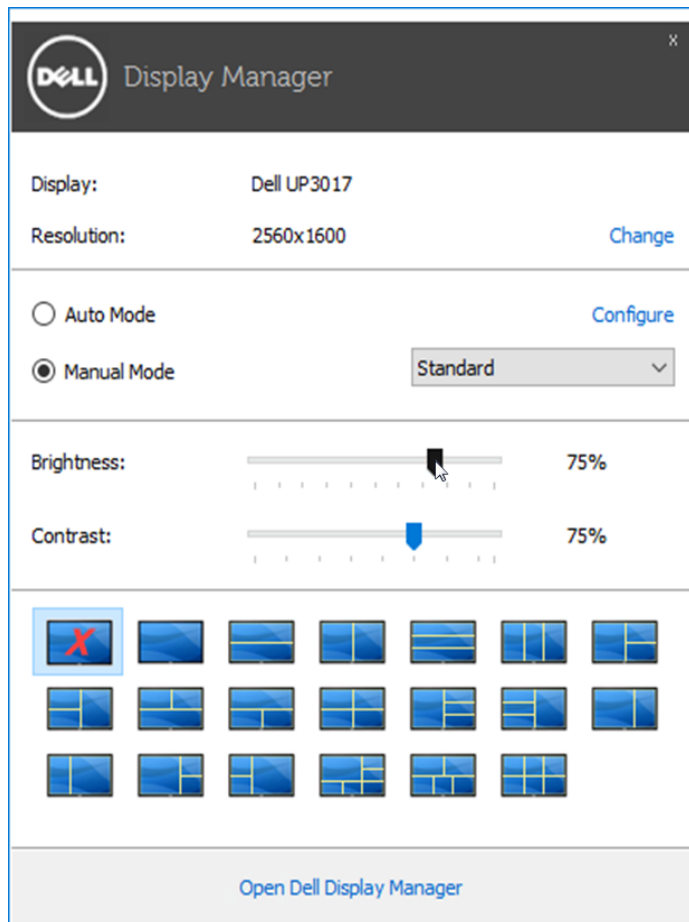 DELL Display Manager x
Display: Dell UP3017
Resolution: 2560x1600 Change
Auto Mode Configure
Manual Mode Standard
Brightness: 75%
Contrast: 75%
X
Open Dell Display Manager